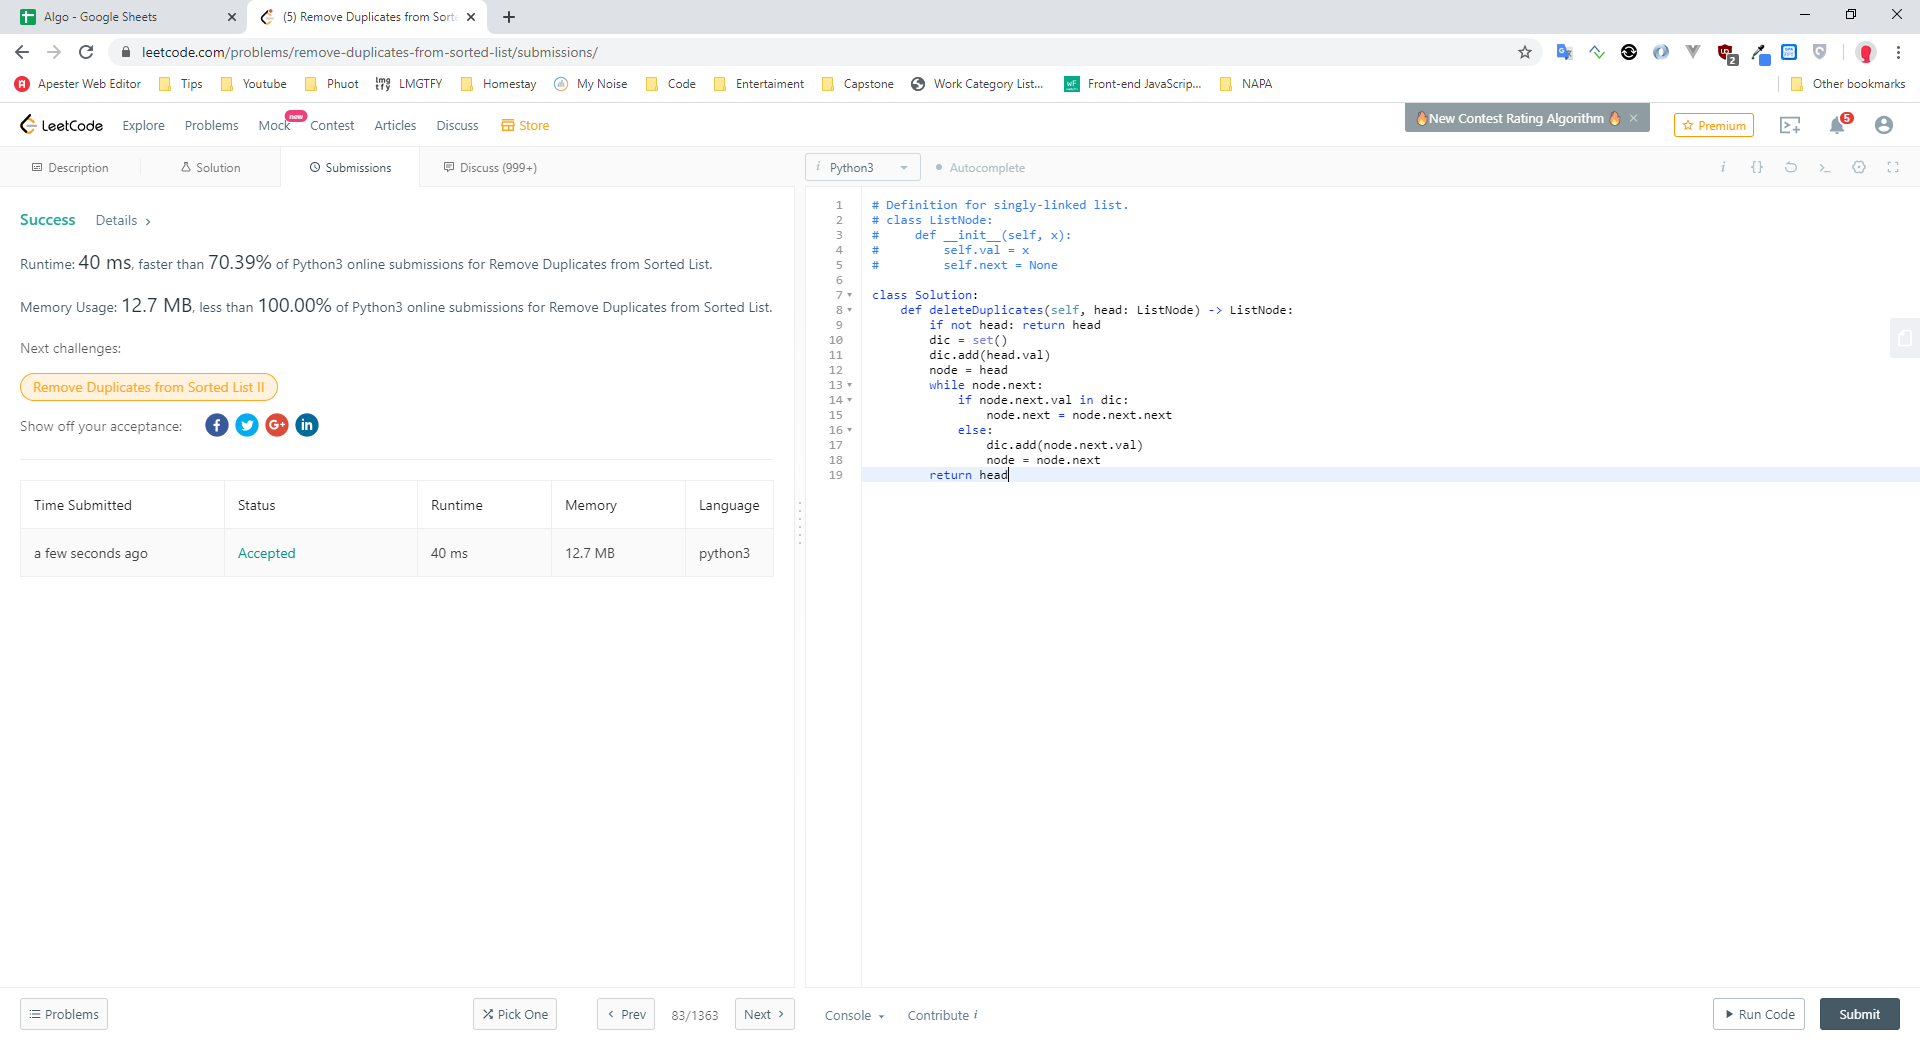 Algo - Google Sheets
(5) Remove Duplicates from Sorte
leetcode.com/problems/remove-duplicates-from-sorted-list/submissions/
2
Apester Web Editor Tips Youtube Phuot LMGTFY Homestay My Noise Code Entertaiment Capstone Work Category List... Front-end JavaScrip... NAPA Other bookmarks
LeetCode Explore Problems Mock new Contest Articles Discuss Store
New Contest Rating Algorithm
Premium
5
Description Solution Submissions Discuss (999+)
Python3 Autocomplete
Success Details
Runtime: 40 ms, faster than 70.39% of Python3 online submissions for Remove Duplicates from Sorted List.
Memory Usage: 12.7 MB, less than 100.00% of Python3 online submissions for Remove Duplicates from Sorted List.
Next challenges:
Remove Duplicates from Sorted List II
Show off your acceptance:
Time Submitted Status Runtime Memory Language
a few seconds ago Accepted 40 ms 12.7 MB python3
1 # Definition for singly-linked list.
2 # class ListNode:
3 #     def __init__(self, x):
4 #         self.val = x
5 #         self.next = None
6
7 class Solution:
8     def deleteDuplicates(self, head: ListNode) -> ListNode:
9         if not head: return head
10         dic = set()
11         dic.add(head.val)
12         node = head
13         while node.next:
14             if node.next.val in dic:
15                 node.next = node.next.next
16             else:
17                 dic.add(node.next.val)
18                 node = node.next
19         return head
Problems Pick One Prev 83/1363 Next Console Contribute i Run Code Submit